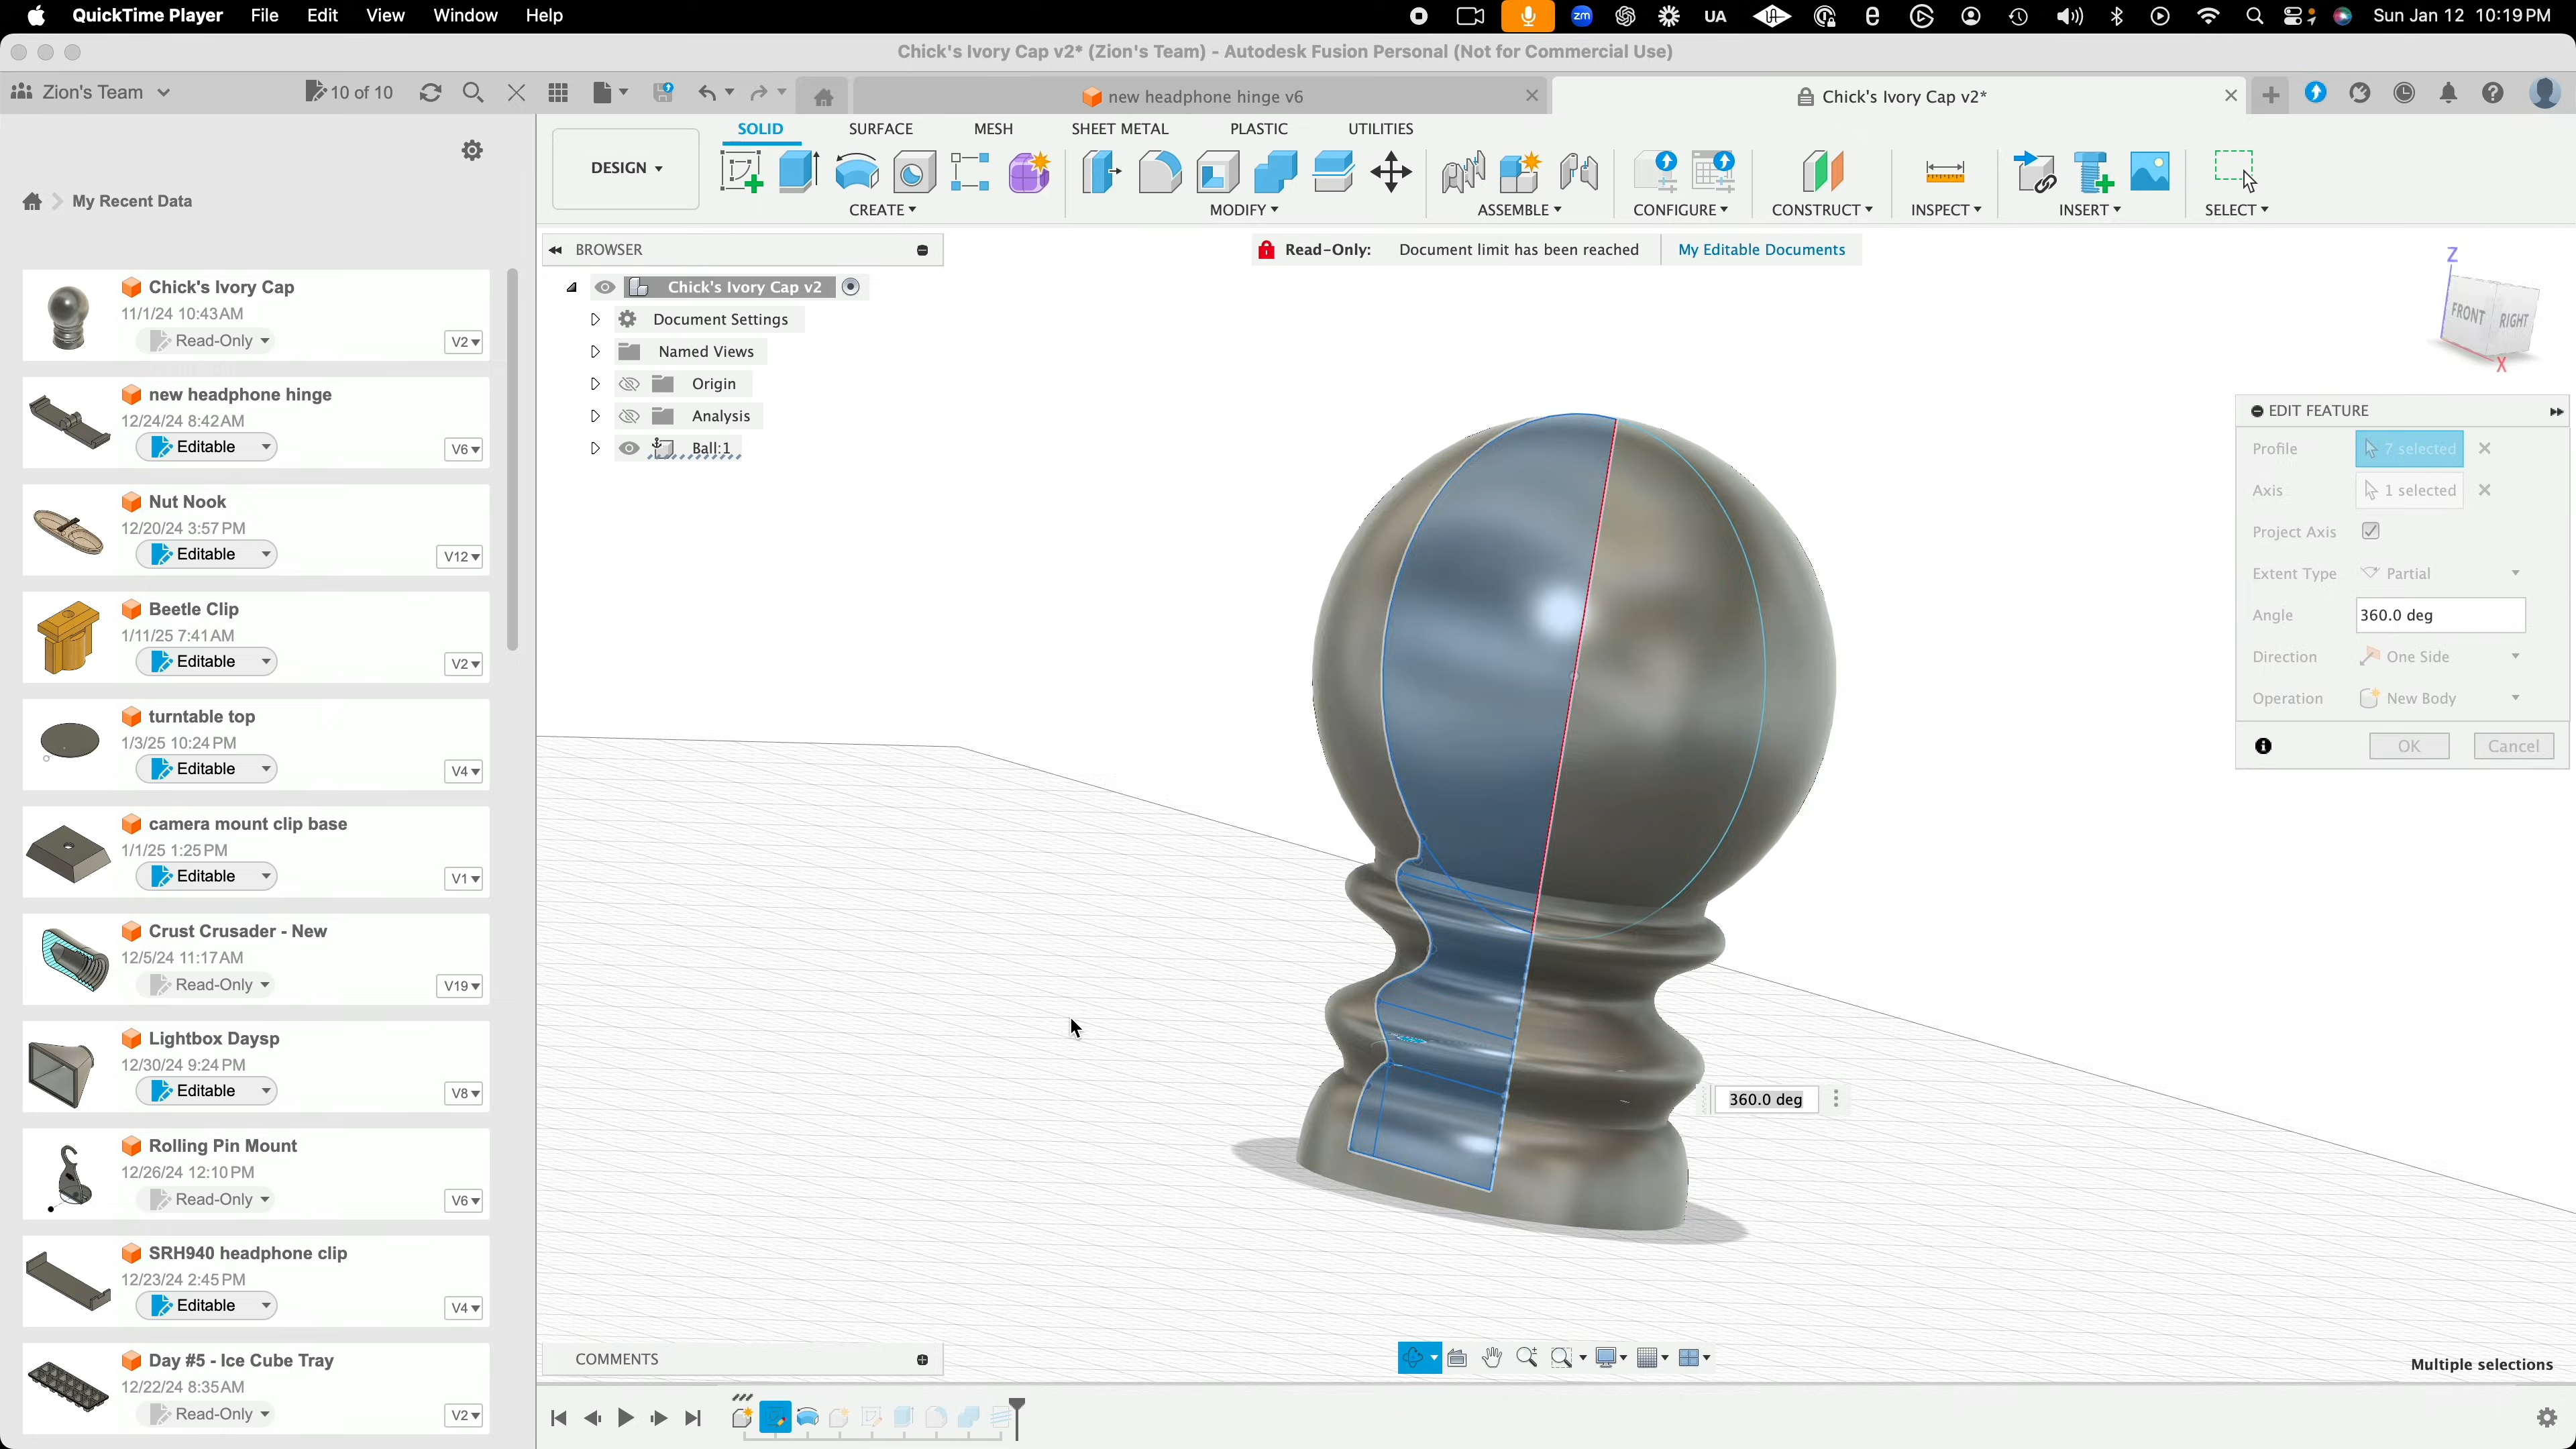 QuickTime Player File Edit View Window Help
zm UA Sun Jan 12 10:19 PM
Chick's Ivory Cap v2* (Zion's Team) - Autodesk Fusion Personal (Not for Commercial Use)
Zion's Team 10 of 10 new headphone hinge v6 Chick's Ivory Cap v2*
SOLID SURFACE MESH SHEET METAL PLASTIC UTILITIES
DESIGN
CREATE MODIFY ASSEMBLE CONFIGURE CONSTRUCT INSPECT INSERT SELECT
My Recent Data
Chick's Ivory Cap
11/1/24 10:43 AM
Read-Only V2
new headphone hinge
12/24/24 8:42 AM
Editable V6
Nut Nook
12/20/24 3:57 PM
Editable V12
Beetle Clip
1/11/25 7:41 AM
Editable V2
turntable top
1/3/25 10:24 PM
Editable V4
camera mount clip base
1/1/25 1:25 PM
Editable V1
Crust Crusader - New
12/5/24 11:17 AM
Read-Only V19
Lightbox Daysp
12/30/24 9:24 PM
Editable V8
Rolling Pin Mount
12/26/24 12:10 PM
Read-Only V6
SRH940 headphone clip
12/23/24 2:45 PM
Editable V4
Day #5 - Ice Cube Tray
12/22/24 8:35 AM
Read-Only V2
BROWSER
Chick's Ivory Cap v2
Document Settings
Named Views
Origin
Analysis
Ball:1
Read-Only: Document limit has been reached My Editable Documents
Z
FRONT RIGHT
X
EDIT FEATURE
Profile 7 selected
Axis 1 selected
Project Axis
Extent Type Partial
Angle 360.0 deg
Direction One Side
Operation New Body
OK Cancel
360.0 deg
COMMENTS
Multiple selections